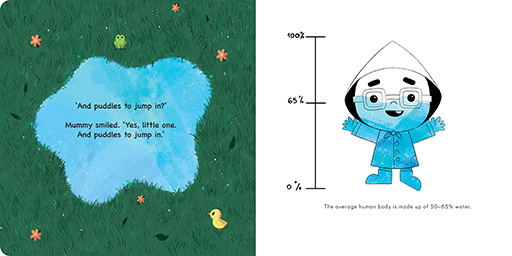 ‘And puddles to jump in?’
Mummy smiled. ‘Yes, little one.
And puddles to jump in.’
100%
65%
0%
The average human body is made up of 50–65% water.